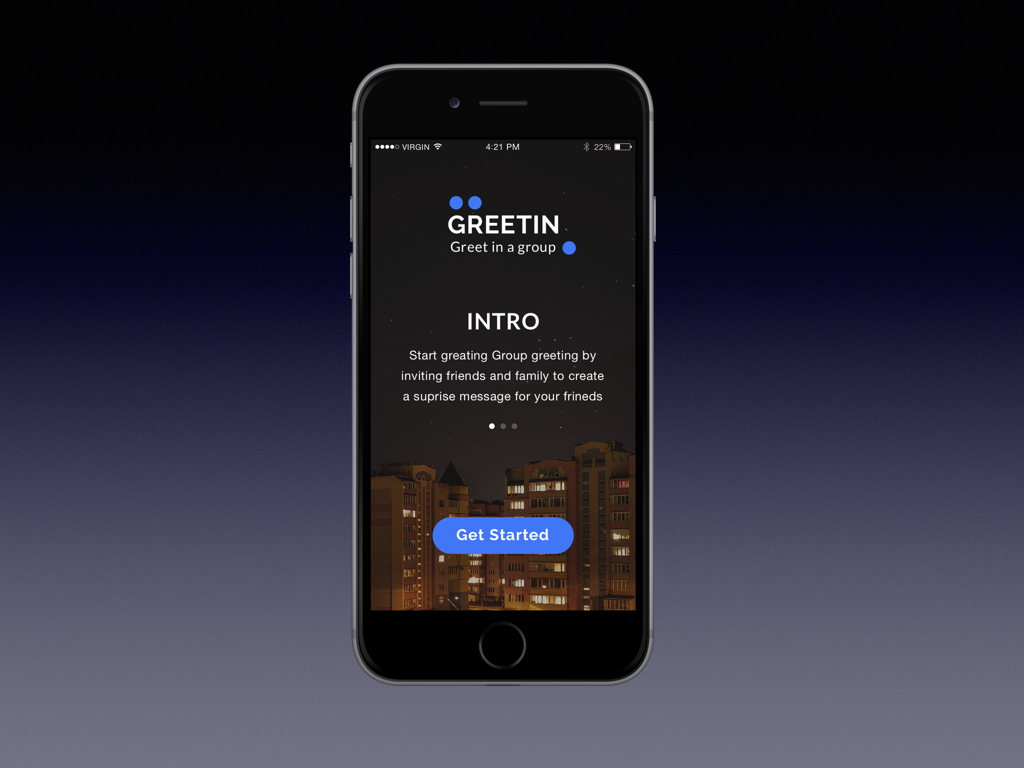 VIRGIN 4:21 PM 22%
GREETIN
Greet in a group
INTRO
Start greating Group greeting by
inviting friends and family to create
a suprise message for your frineds
Get Started